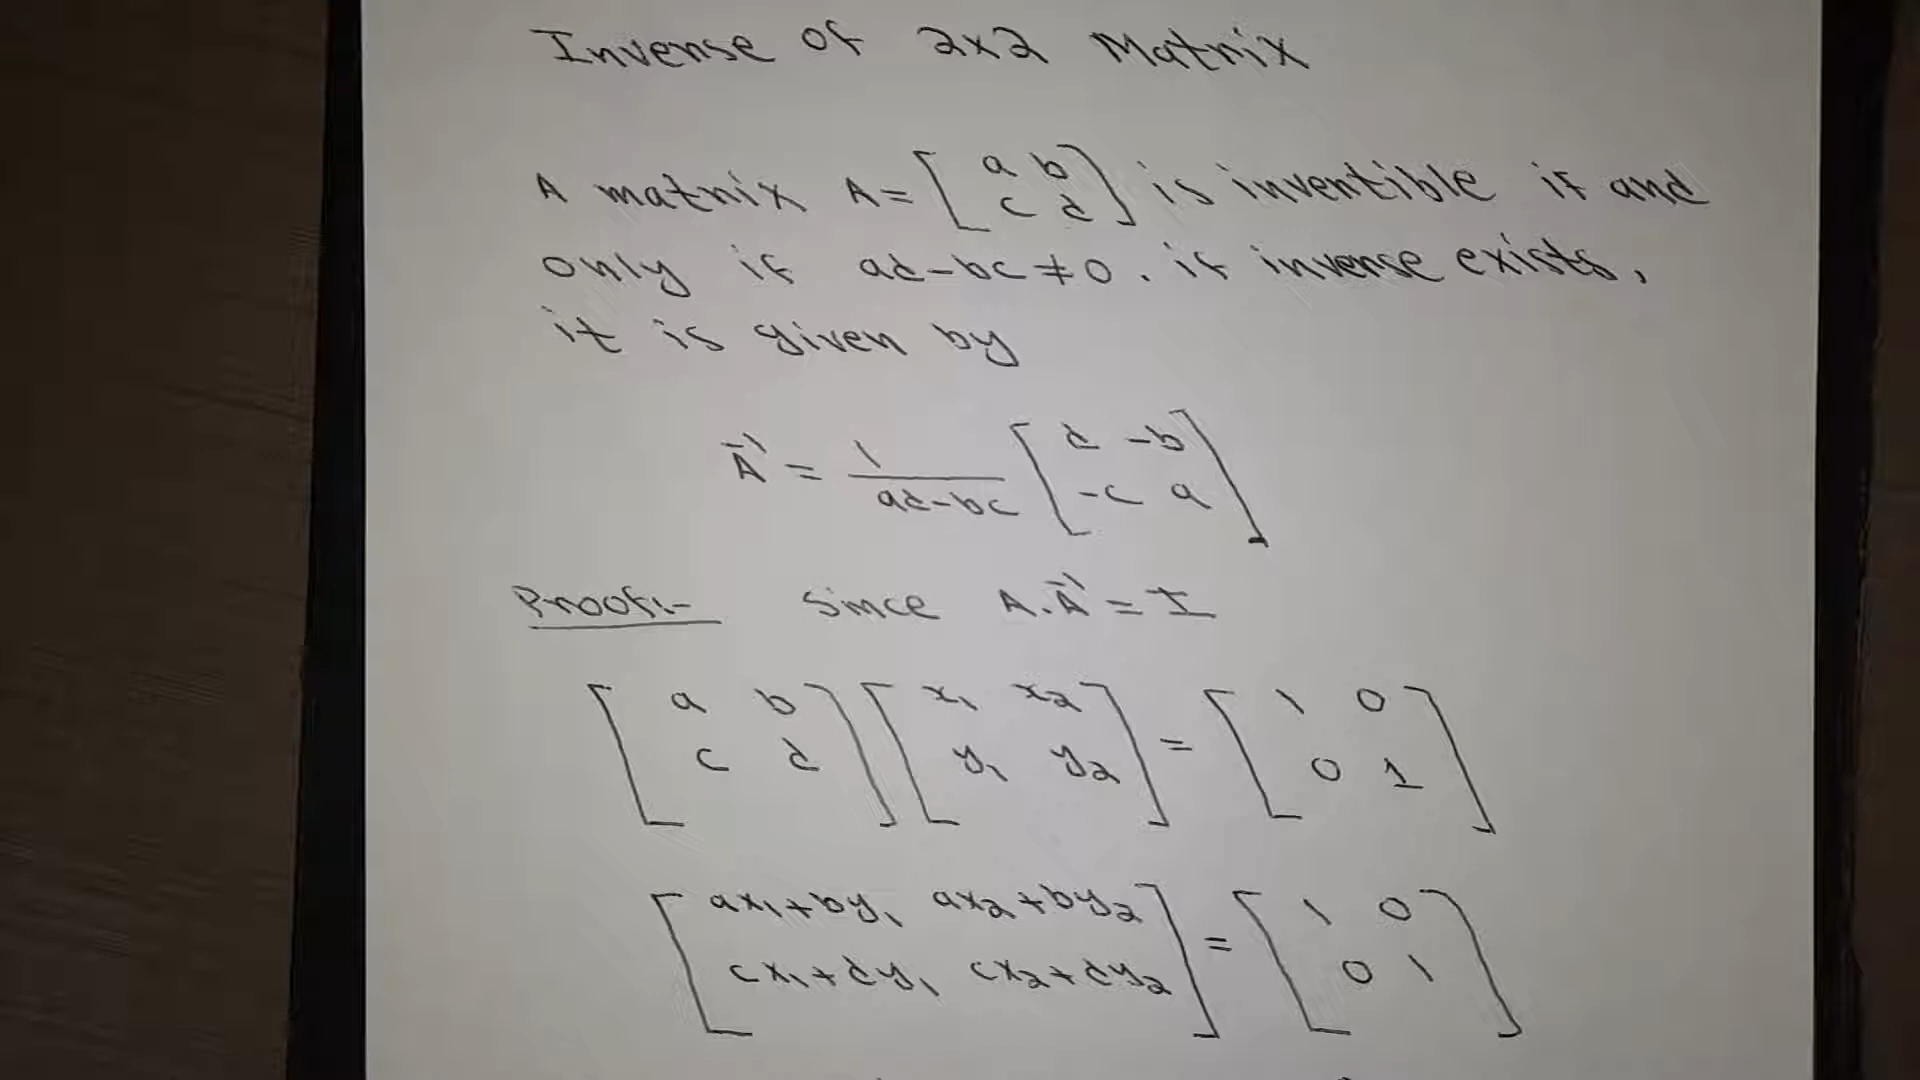 Inverse of 2x2 Matrix
A matrix A = [a b; c d] is invertible if and
only if ad-bc≠0. if inverse exists,
it is given by
A⁻¹ = 1/(ad-bc) [d -b; -c a]
Proof:- Since A.A⁻¹ = I
[a b; c d] [x₁ x₂; y₁ y₂] = [1 0; 0 1]
[ax₁+by₁ ax₂+by₂; cx₁+dy₁ cx₂+dy₂] = [1 0; 0 1]